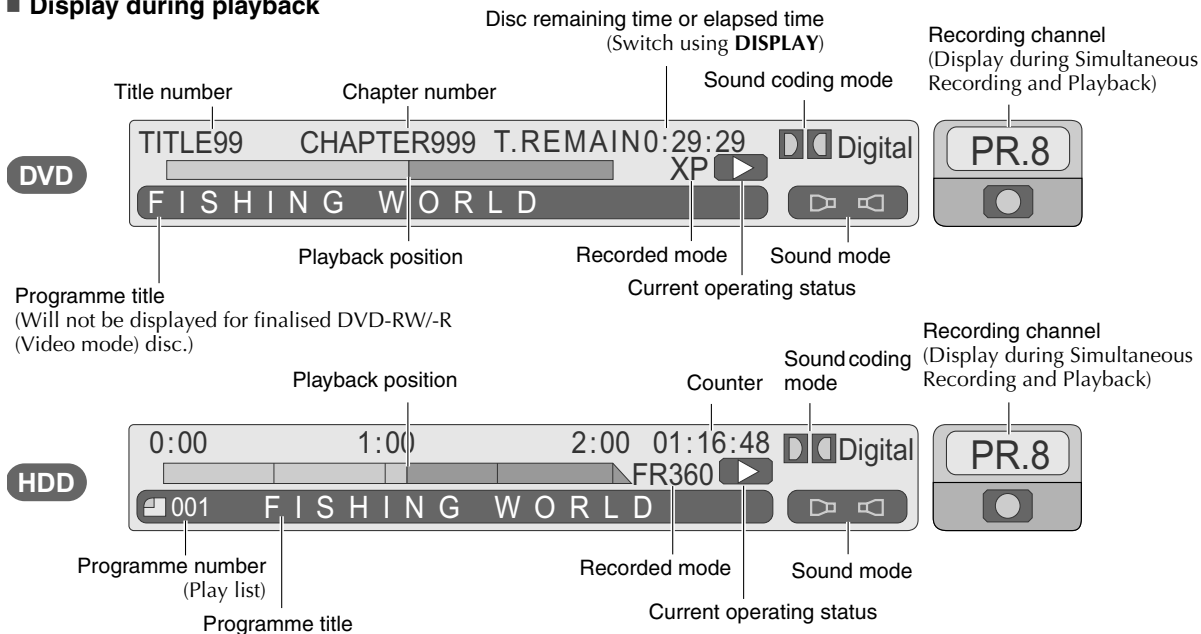 ■ Display during playback
Disc remaining time or elapsed time
(Switch using DISPLAY)
Recording channel
(Display during Simultaneous
Recording and Playback)
Title number
Chapter number
Sound coding mode
DVD
TITLE99 CHAPTER999 T.REMAIN0:29:29
XP
Digital
FISHING WORLD
PR.8
Playback position
Recorded mode
Sound mode
Current operating status
Programme title
(Will not be displayed for finalised DVD-RW/-R
(Video mode) disc.)
Playback position
Counter
Sound coding
mode
Recording channel
(Display during Simultaneous
Recording and Playback)
HDD
0:00 1:00 2:00 01:16:48
FR360
Digital
001 FISHING WORLD
PR.8
Programme number
(Play list)
Programme title
Recorded mode
Sound mode
Current operating status